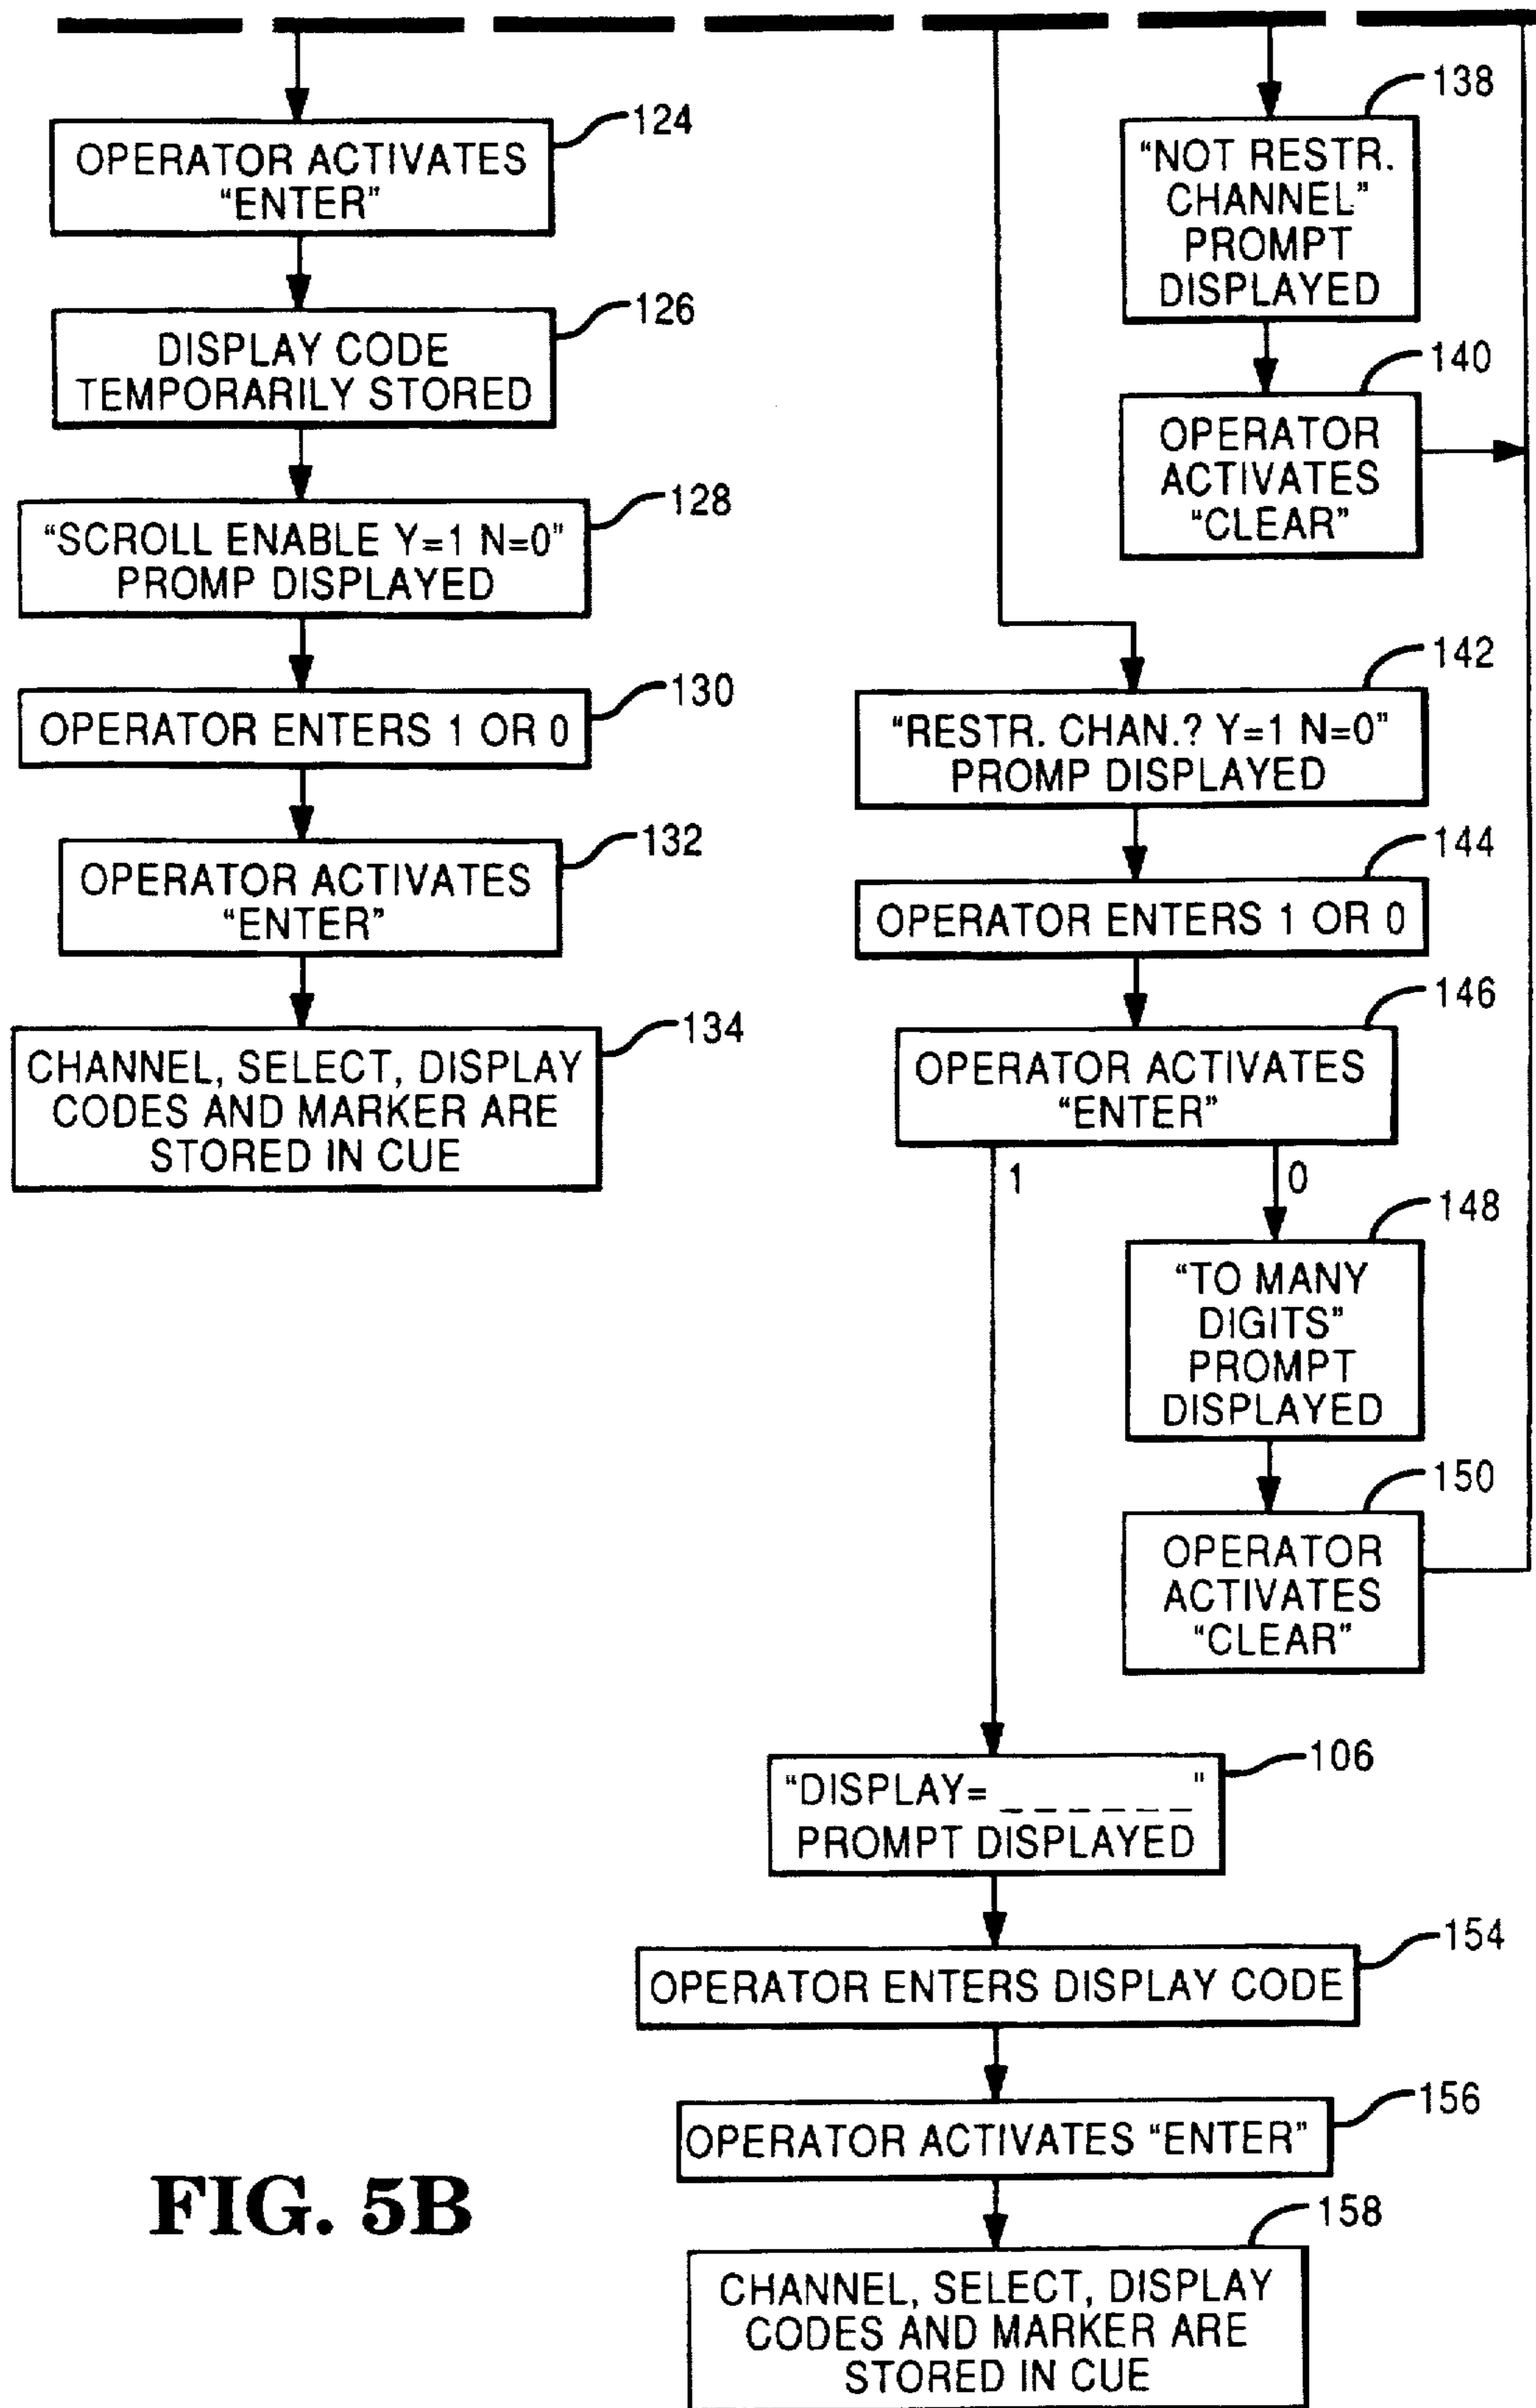 124
OPERATOR ACTIVATES
“ENTER”
126
DISPLAY CODE
TEMPORARILY STORED
128
“SCROLL ENABLE Y=1 N=0”
PROMP DISPLAYED
130
OPERATOR ENTERS 1 OR 0
132
OPERATOR ACTIVATES
“ENTER”
134
CHANNEL, SELECT, DISPLAY
CODES AND MARKER ARE
STORED IN CUE
138
“NOT RESTR.
CHANNEL”
PROMPT
DISPLAYED
140
OPERATOR
ACTIVATES
“CLEAR”
142
“RESTR. CHAN.? Y=1 N=0”
PROMP DISPLAYED
144
OPERATOR ENTERS 1 OR 0
146
OPERATOR ACTIVATES
“ENTER”
1
0
148
“TO MANY
DIGITS”
PROMPT
DISPLAYED
150
OPERATOR
ACTIVATES
“CLEAR”
106
“DISPLAY= _ _ _ _ _ _ "
PROMPT DISPLAYED
154
OPERATOR ENTERS DISPLAY CODE
156
OPERATOR ACTIVATES “ENTER”
158
CHANNEL, SELECT, DISPLAY
CODES AND MARKER ARE
STORED IN CUE
FIG. 5B